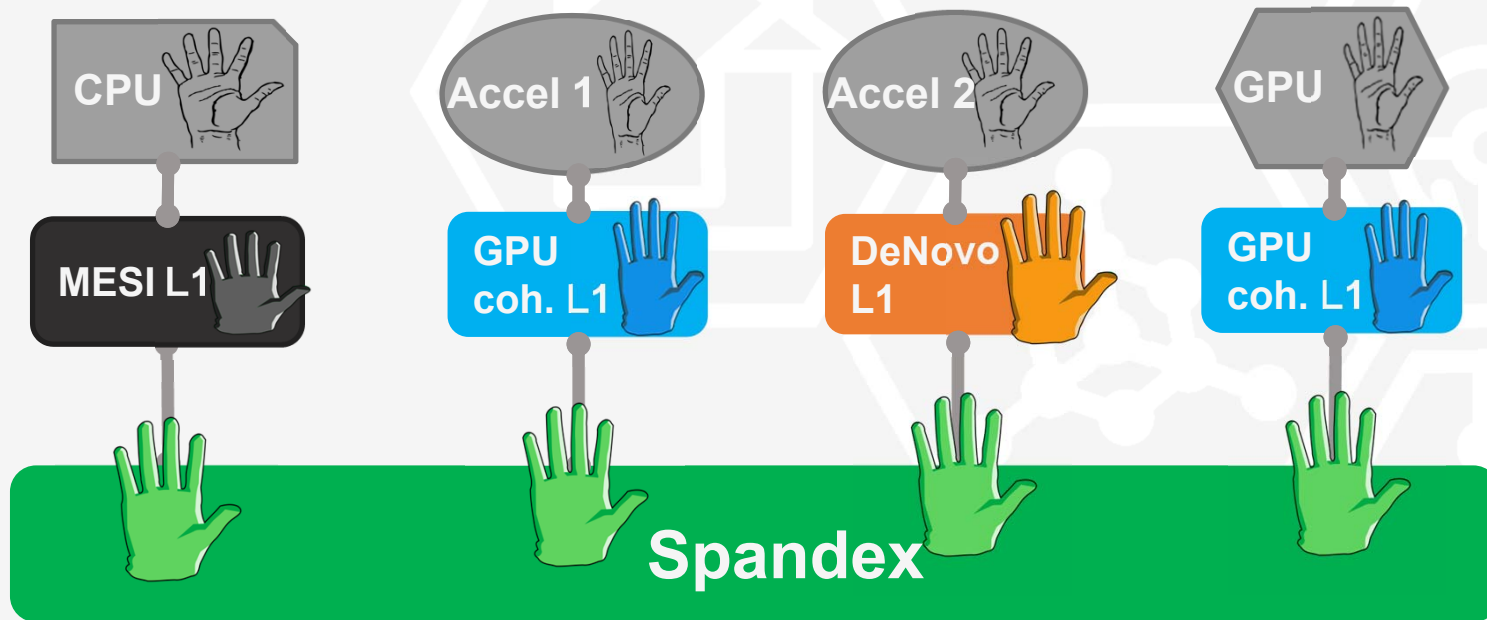 CPU
Accel 1
Accel 2
GPU
MESI L1
GPU
coh. L1
DeNovo
L1
GPU
coh. L1
Spandex